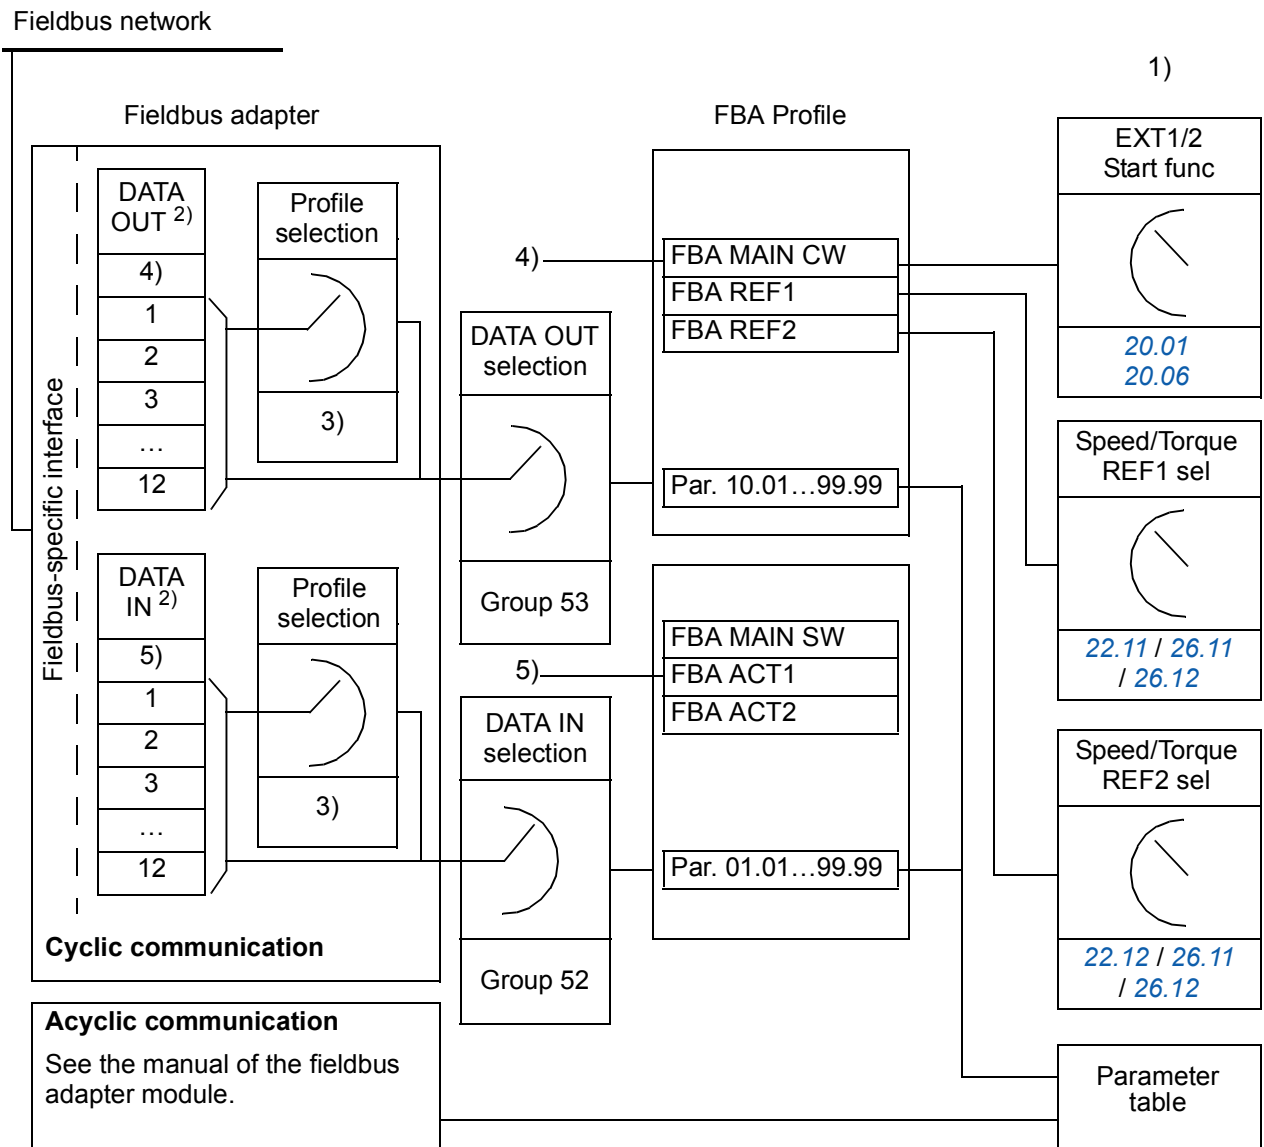 Fieldbus network
1)
Fieldbus adapter
FBA Profile
Fieldbus-specific interface
DATA
OUT 2)
4)
1
2
3
…
12
Profile
selection
3)
DATA
IN 2)
5)
1
2
3
…
12
Profile
selection
3)
Cyclic communication
DATA OUT
selection
Group 53
DATA IN
selection
Group 52
4)
FBA MAIN CW
FBA REF1
FBA REF2
Par. 10.01…99.99
5)
FBA MAIN SW
FBA ACT1
FBA ACT2
Par. 01.01…99.99
EXT1/2
Start func
20.01
20.06
Speed/Torque
REF1 sel
22.11 / 26.11
/ 26.12
Speed/Torque
REF2 sel
22.12 / 26.11
/ 26.12
Acyclic communication
See the manual of the fieldbus
adapter module.
Parameter
table